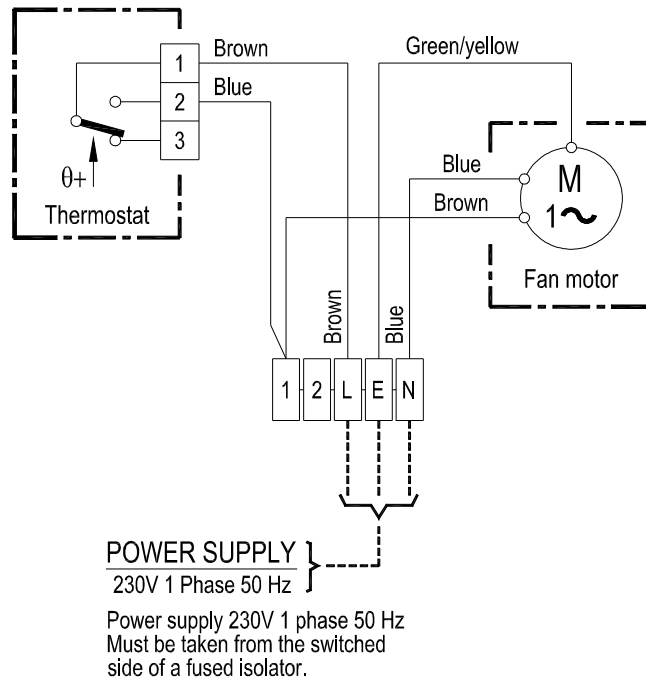 Brown
Green/yellow
1
Blue
2
3
θ+
Thermostat
Blue
Brown
M
1~
Fan motor
Brown
Blue
1 2 L E N
POWER SUPPLY
230V 1 Phase 50 Hz
Power supply 230V 1 phase 50 Hz
Must be taken from the switched
side of a fused isolator.